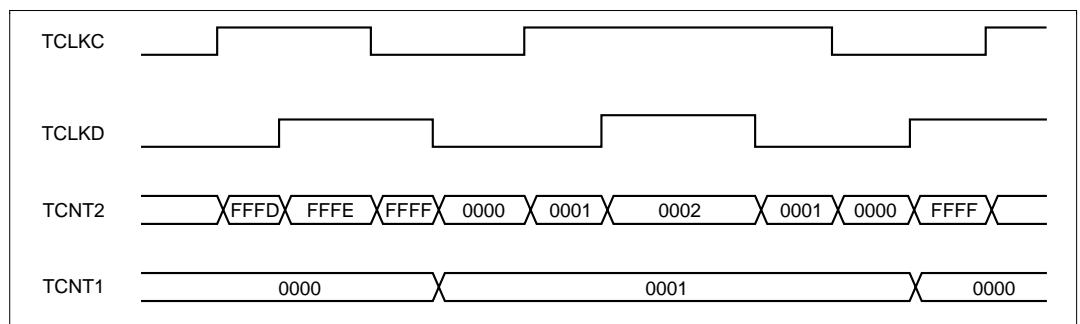 TCLKC
TCLKD
TCNT2 FFFD FFFE FFFF 0000 0001 0002 0001 0000 FFFF
TCNT1 0000 0001 0000